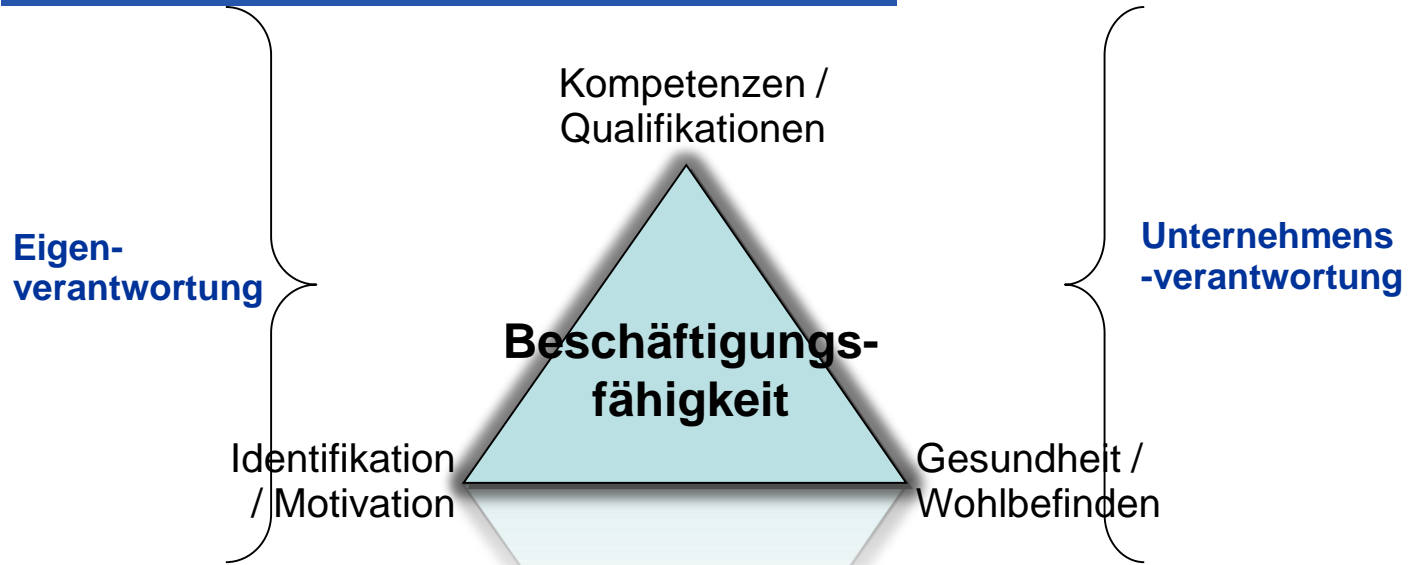 Kompetenzen /
Qualifikationen
Eigen-
verantwortung
Unternehmens
-verantwortung
Beschäftigungs-
fähigkeit
Identifikation
/ Motivation
Gesundheit /
Wohlbefinden